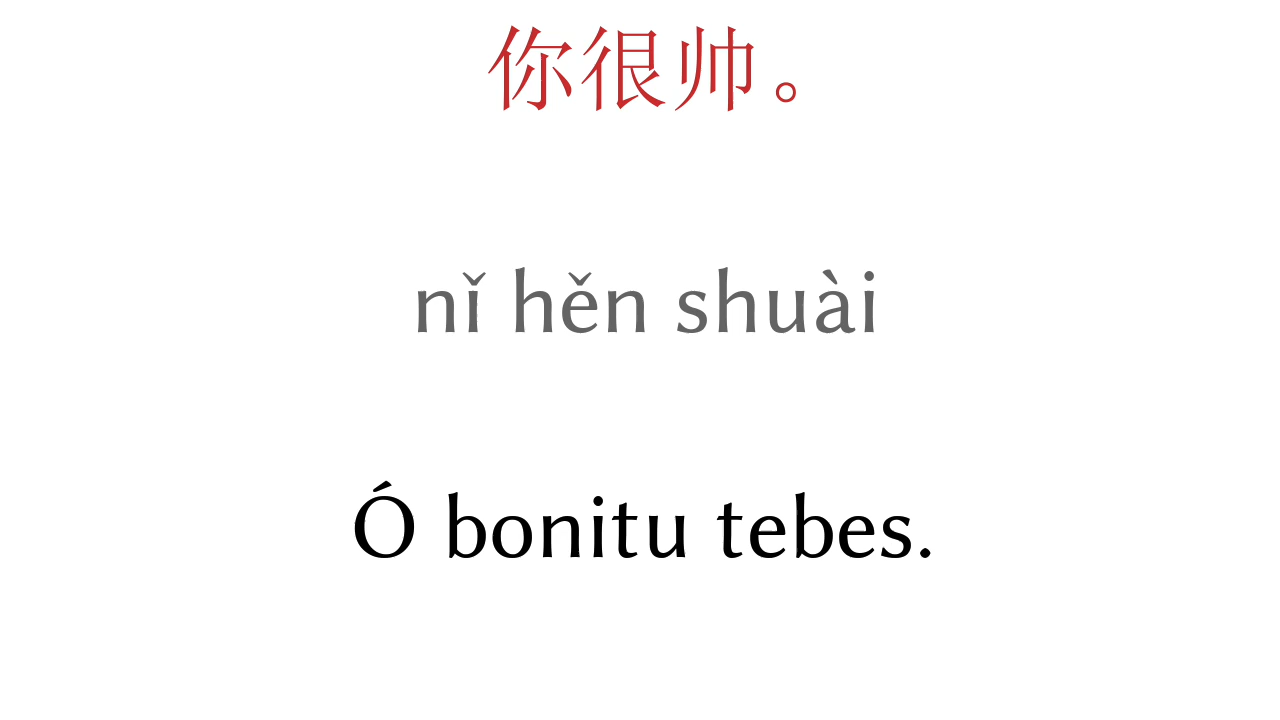 你很帅。
nǐ hěn shuài
Ó bonitu tebes.